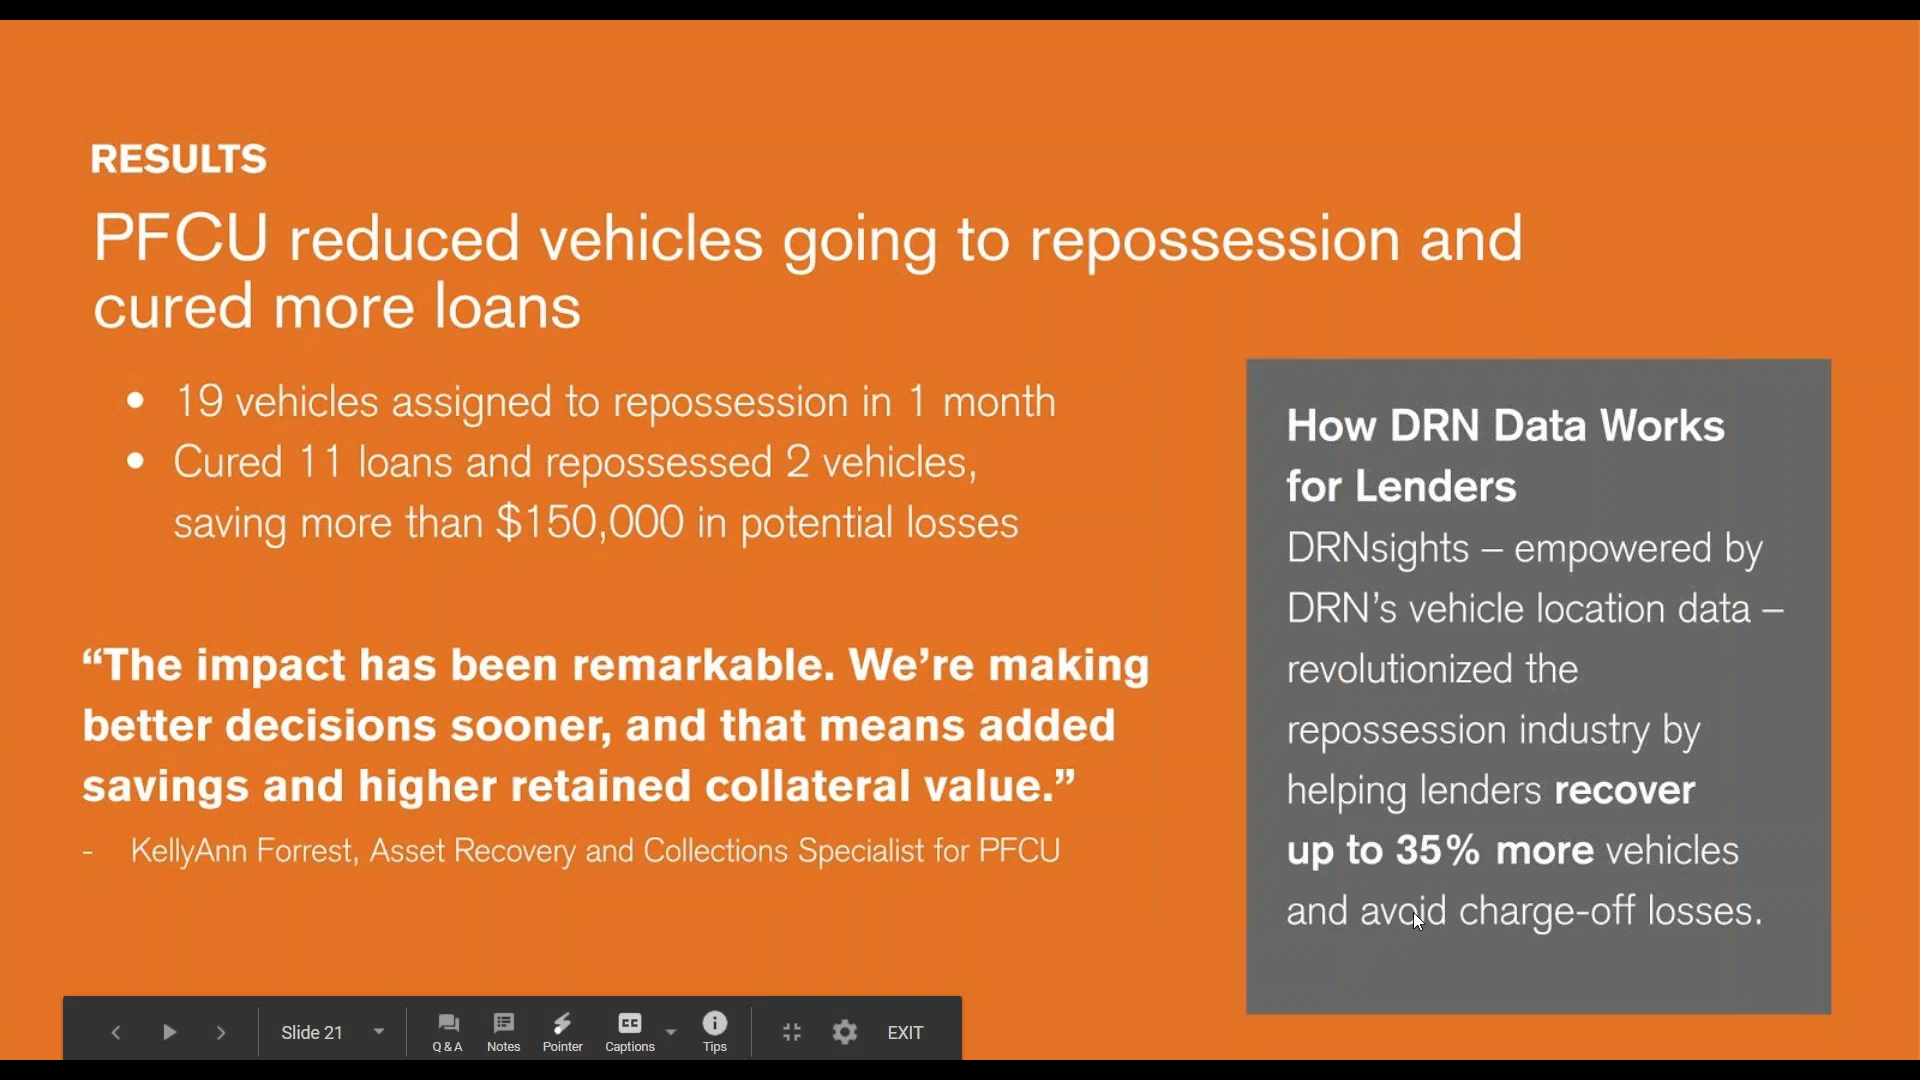 RESULTS
PFCU reduced vehicles going to repossession and
cured more loans
• 19 vehicles assigned to repossession in 1 month
• Cured 11 loans and repossessed 2 vehicles,
saving more than $150,000 in potential losses
“The impact has been remarkable. We’re making
better decisions sooner, and that means added
savings and higher retained collateral value.”
- KellyAnn Forrest, Asset Recovery and Collections Specialist for PFCU
How DRN Data Works
for Lenders
DRNsights – empowered by
DRN’s vehicle location data –
revolutionized the
repossession industry by
helping lenders recover
up to 35% more vehicles
and avoid charge-off losses.
Slide 21
Q & A
Notes
Pointer
CC
Captions
Tips
EXIT